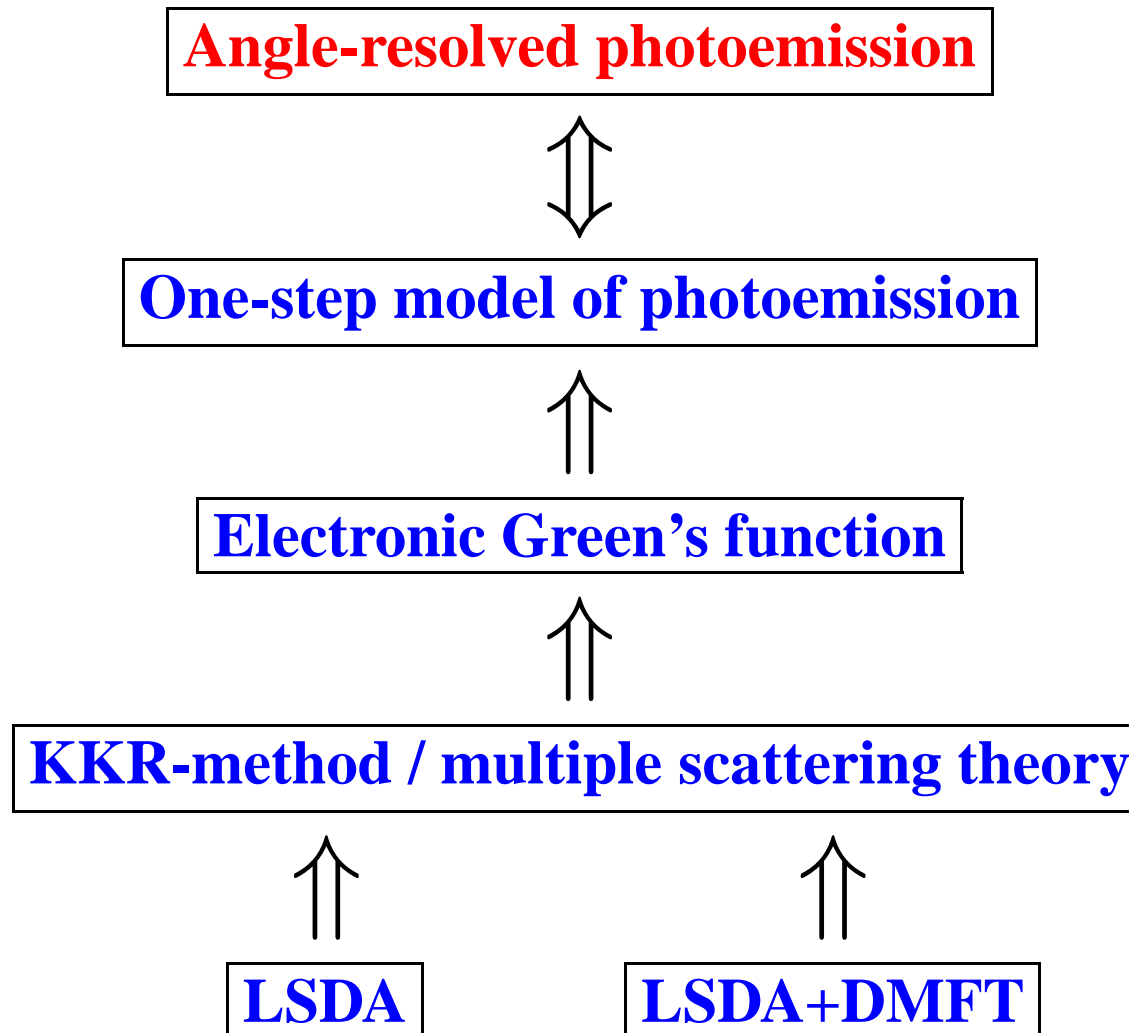 Angle-resolved photoemission
One-step model of photoemission
Electronic Green's function
KKR-method / multiple scattering theory
LSDA
LSDA+DMFT